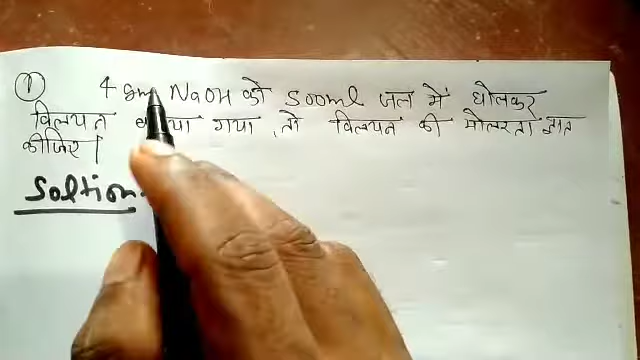 ① 4 gm NaOH को 500ml जल में घोलकर
विलयन गया, तो विलयन की मोलरता ज्ञात
कीजिए।
Soltion